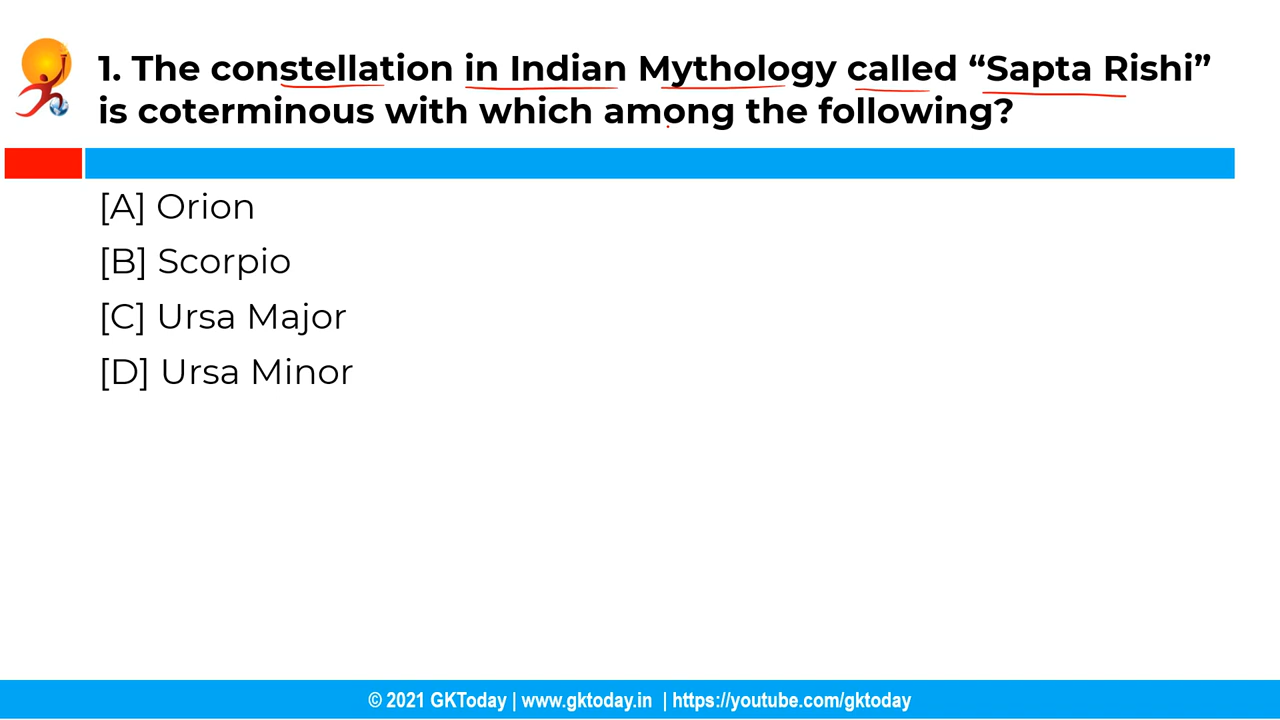 1. The constellation in Indian Mythology called “Sapta Rishi”
is coterminous with which among the following?
[A] Orion
[B] Scorpio
[C] Ursa Major
[D] Ursa Minor
© 2021 GKToday | www.gktoday.in | https://youtube.com/gktoday